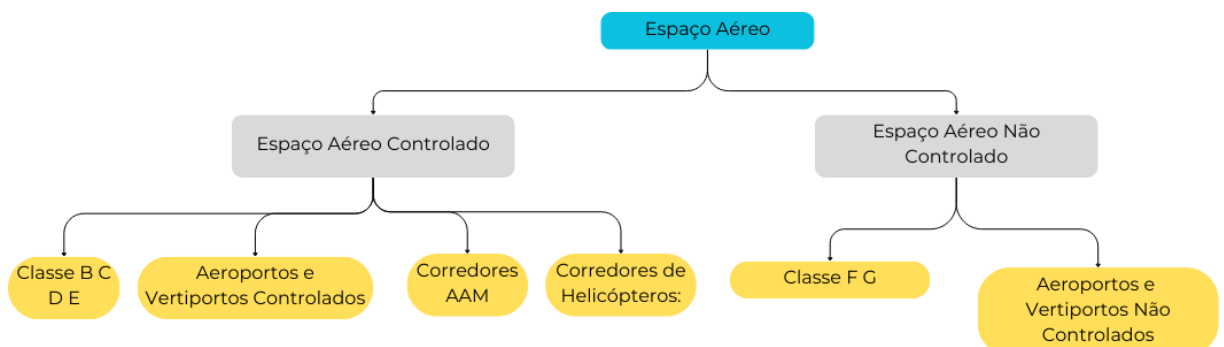 Espaço Aéreo
Espaço Aéreo Controlado
Espaço Aéreo Não
Controlado
Classe B C
D E
Aeroportos e
Vertiportos Controlados
Corredores
AAM
Corredores de
Helicópteros:
Classe F G
Aeroportos e
Vertiportos Não
Controlados